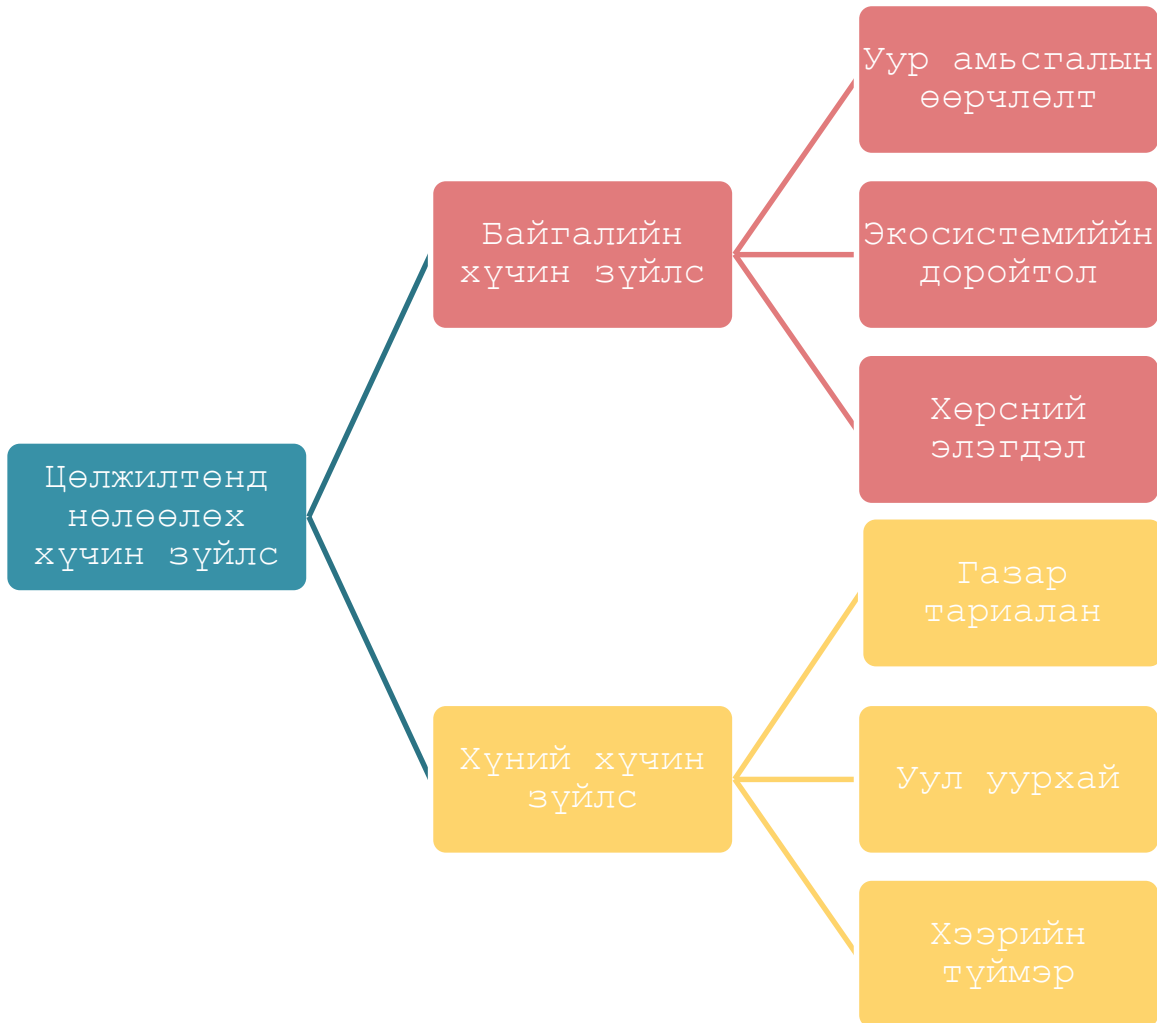 Уур амьсгалын
өөрчлөлт
Байгалийн
хүчин зүйлс
Экосистемиййн
доройтол
Хөрсний
элэгдэл
Цөлжилтөнд
нөлөөлөх
хүчин зүйлс
Газар
тариалан
Хүний хүчин
зүйлс
Уул уурхай
Хээрийн
түймэр